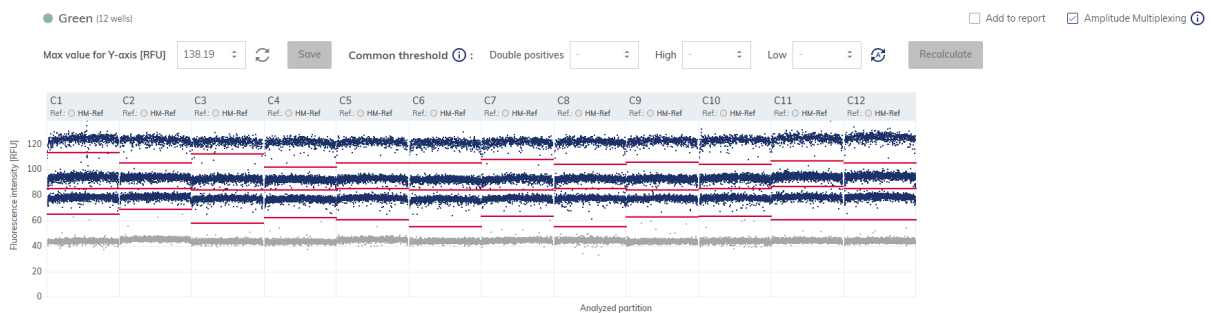 Green (12 wells)
Add to report
Amplitude Multiplexing i
Max value for Y-axis [RFU] 138.19 Save Common threshold i : Double positives - High - Low - A Recalculate
C1 C2 C3 C4 C5 C6 C7 C8 C9 C10 C11 C12
Ref.: HM-Ref Ref.: HM-Ref Ref.: HM-Ref Ref.: HM-Ref Ref.: HM-Ref Ref.: HM-Ref Ref.: HM-Ref Ref.: HM-Ref Ref.: HM-Ref Ref.: HM-Ref Ref.: HM-Ref Ref.: HM-Ref
Fluorescence intensity [RFU]
120
100
80
60
40
20
0
Analyzed partition